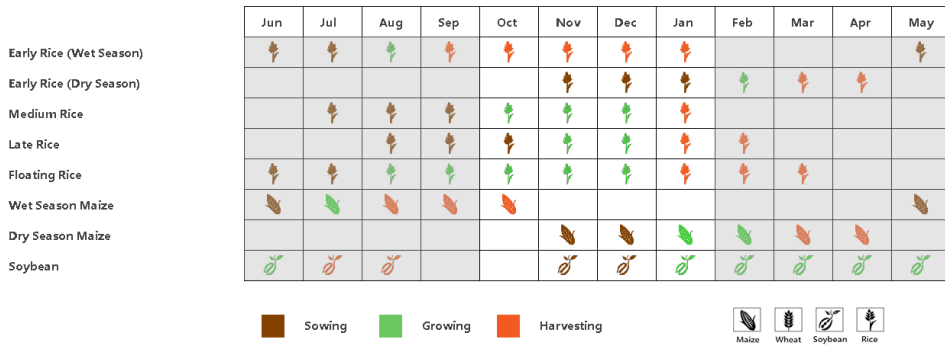 Jun Jul Aug Sep Oct Nov Dec Jan Feb Mar Apr May
Early Rice (Wet Season)
Early Rice (Dry Season)
Medium Rice
Late Rice
Floating Rice
Wet Season Maize
Dry Season Maize
Soybean
Sowing Growing Harvesting
Maize Wheat Soybean Rice